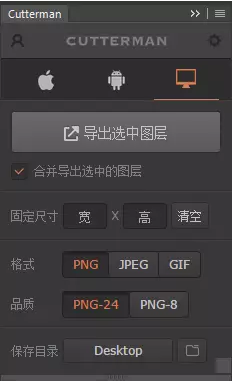 Cutterman
CUTTERMAN
导出选中图层
合并导出选中的图层
固定尺寸 宽 X 高 清空
格式 PNG JPEG GIF
品质 PNG-24 PNG-8
保存目录 Desktop